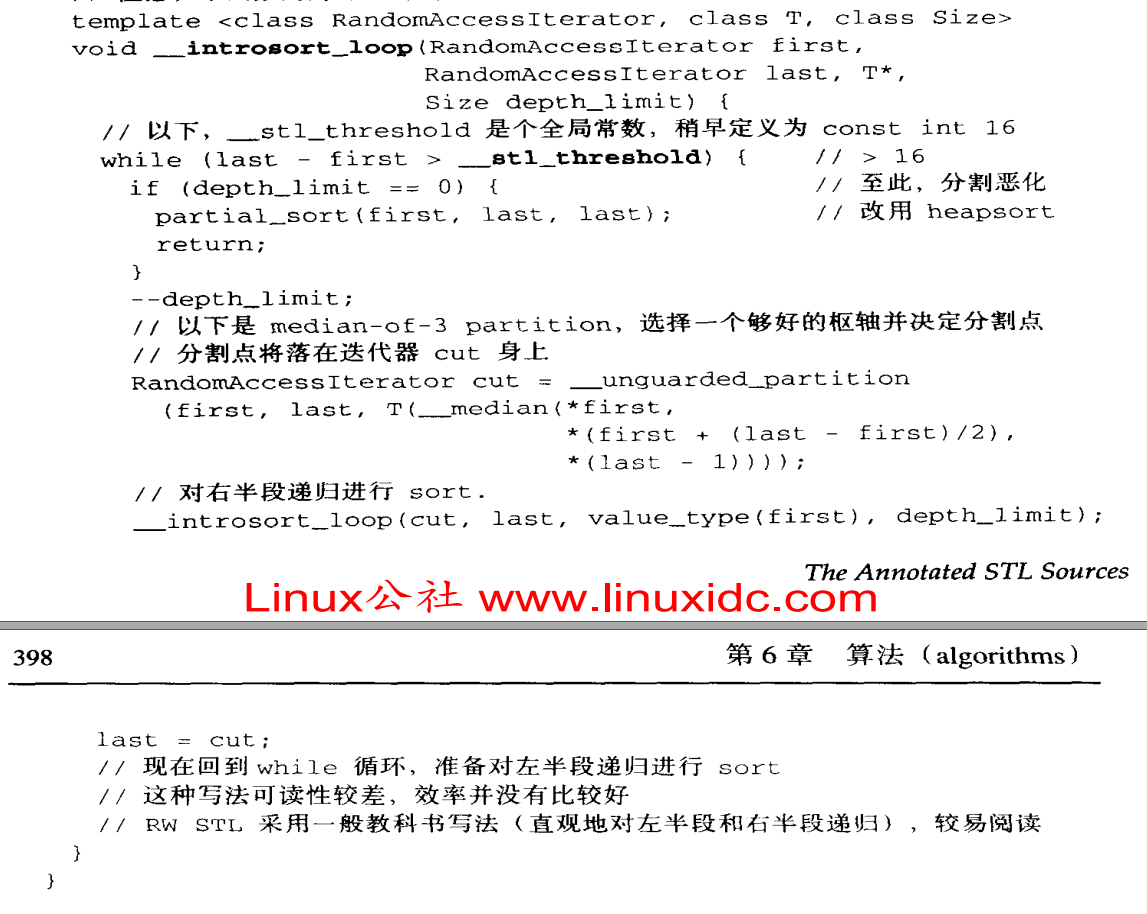 template <class RandomAccessIterator, class T, class Size>
void __introsort_loop(RandomAccessIterator first,
RandomAccessIterator last, T*,
Size depth_limit) {
// 以下，__stl_threshold 是个全局常数，稍早定义为 const int 16
while (last - first > __stl_threshold) { // > 16
if (depth_limit == 0) { // 至此，分割恶化
partial_sort(first, last, last); // 改用 heapsort
return;
}
--depth_limit;
// 以下是 median-of-3 partition，选择一个够好的枢轴并决定分割点
// 分割点将落在迭代器 cut 身上
RandomAccessIterator cut = __unguarded_partition
(first, last, T(__median(*first,
*(first + (last - first)/2),
*(last - 1))));
// 对右半段递归进行 sort.
__introsort_loop(cut, last, value_type(first), depth_limit);
The Annotated STL Sources
Linux公社 www.linuxidc.com
398 第 6 章 算法（algorithms）
last = cut;
// 现在回到 while 循环，准备对左半段递归进行 sort
// 这种写法可读性较差，效率并没有比较好
// RW STL 采用一般教科书写法（直观地对左半段和右半段递归），较易阅读
}
}